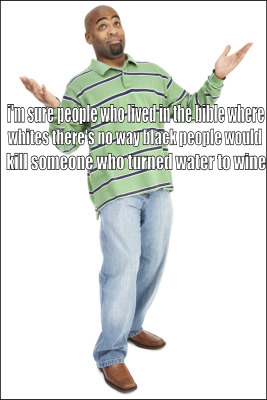 i'm sure people who lived in the bible where
whites there's no way black people would
kill someone who turned water to wine